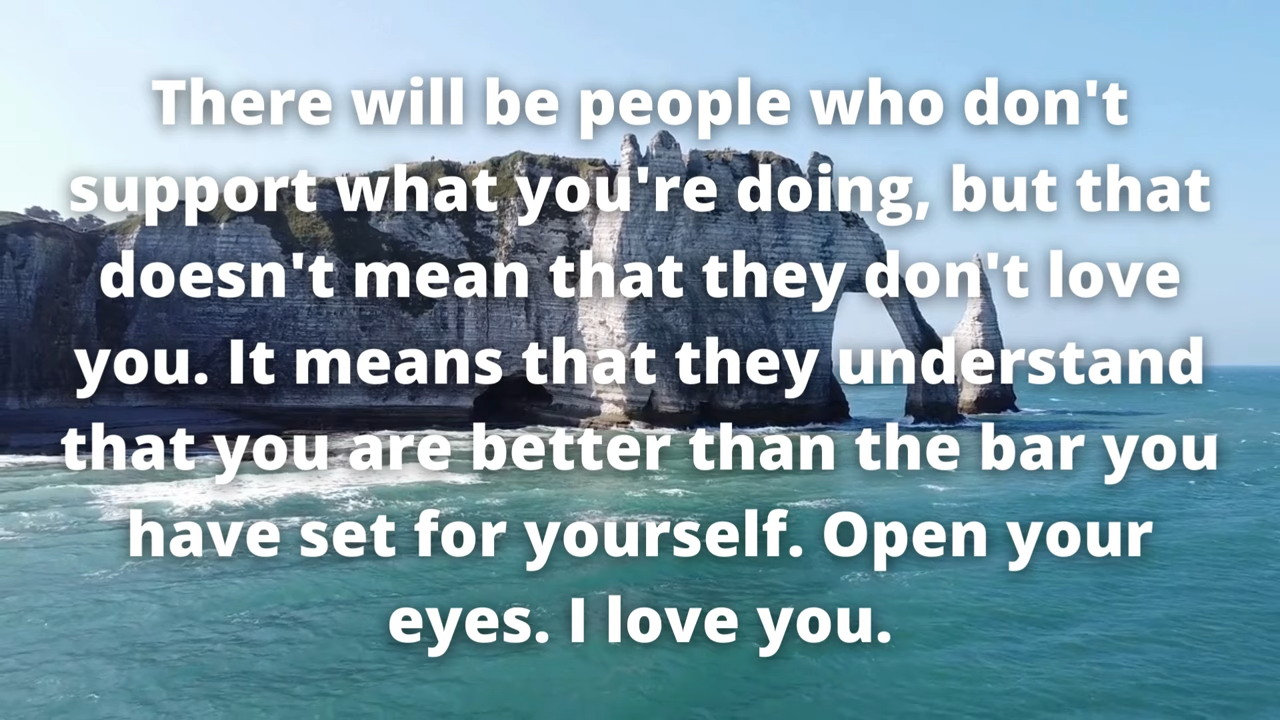 There will be people who don't
support what you're doing, but that
doesn't mean that they don't love
you. It means that they understand
that you are better than the bar you
have set for yourself. Open your
eyes. I love you.